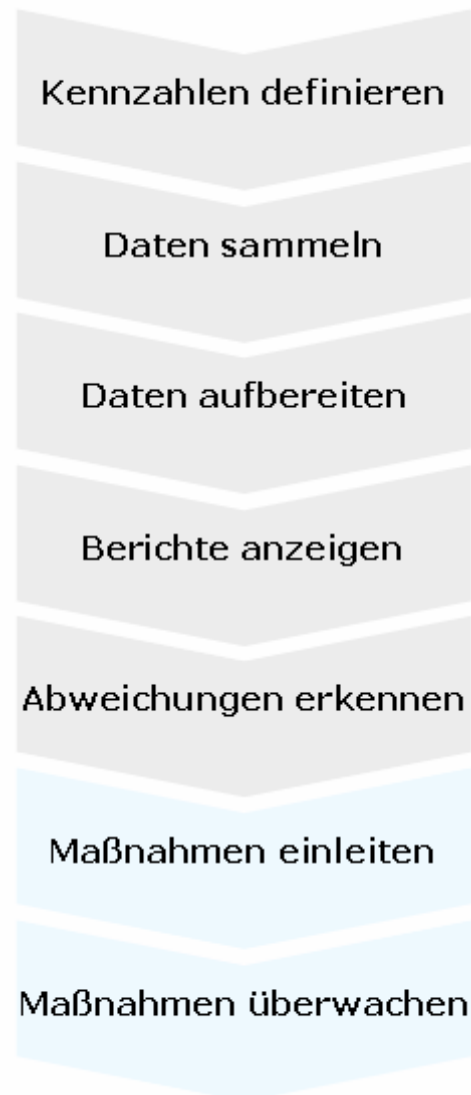 Kennzahlen definieren
Daten sammeln
Daten aufbereiten
Berichte anzeigen
Abweichungen erkennen
Maßnahmen einleiten
Maßnahmen überwachen